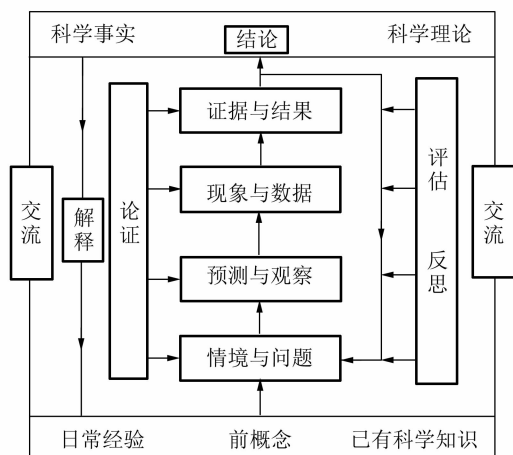 科学事实
结论
科学理论
证据与结果
现象与数据
预测与观察
情境与问题
交流
解释
论证
评估 反思
交流
日常经验
前概念
已有科学知识